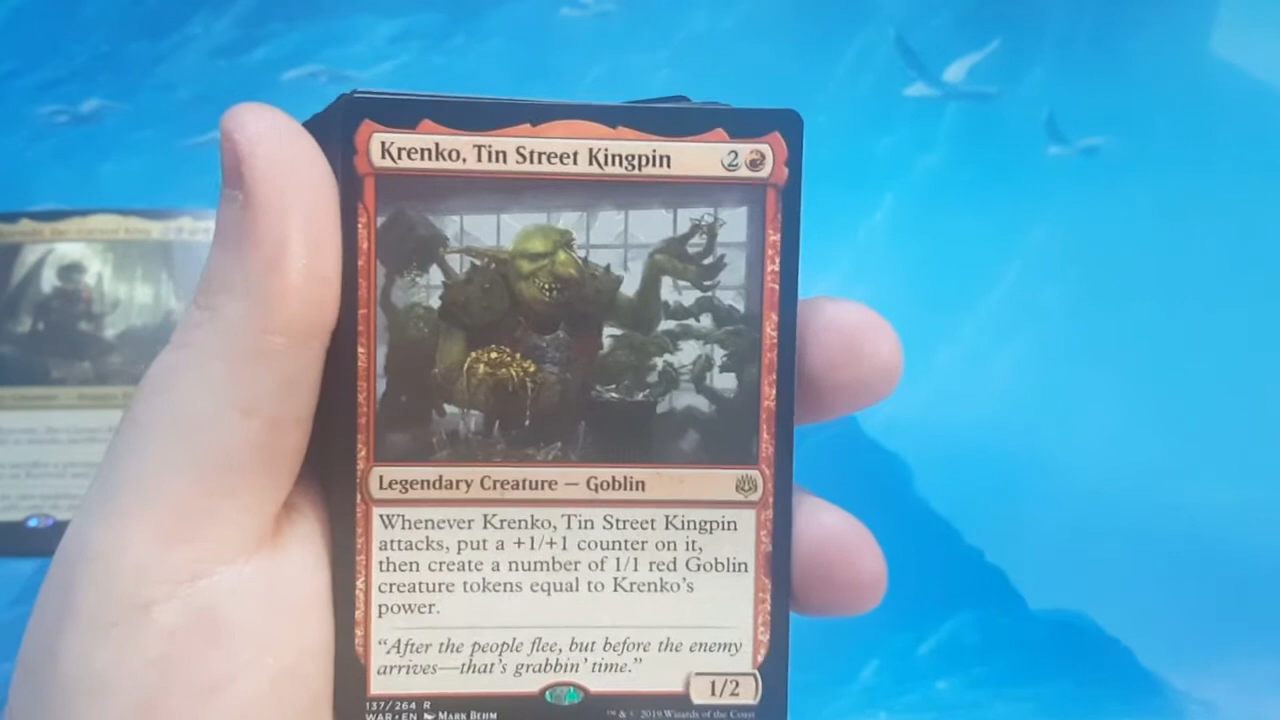 Krenko, Tin Street Kingpin 2
Legendary Creature — Goblin
Whenever Krenko, Tin Street Kingpin
attacks, put a +1/+1 counter on it,
then create a number of 1/1 red Goblin
creature tokens equal to Krenko's
power.
"After the people flee, but before the enemy
arrives—that's grabbin' time."
1/2
137/264 R
WAR • EN Mark Behm
™ & © 2019 Wizards of the Coast